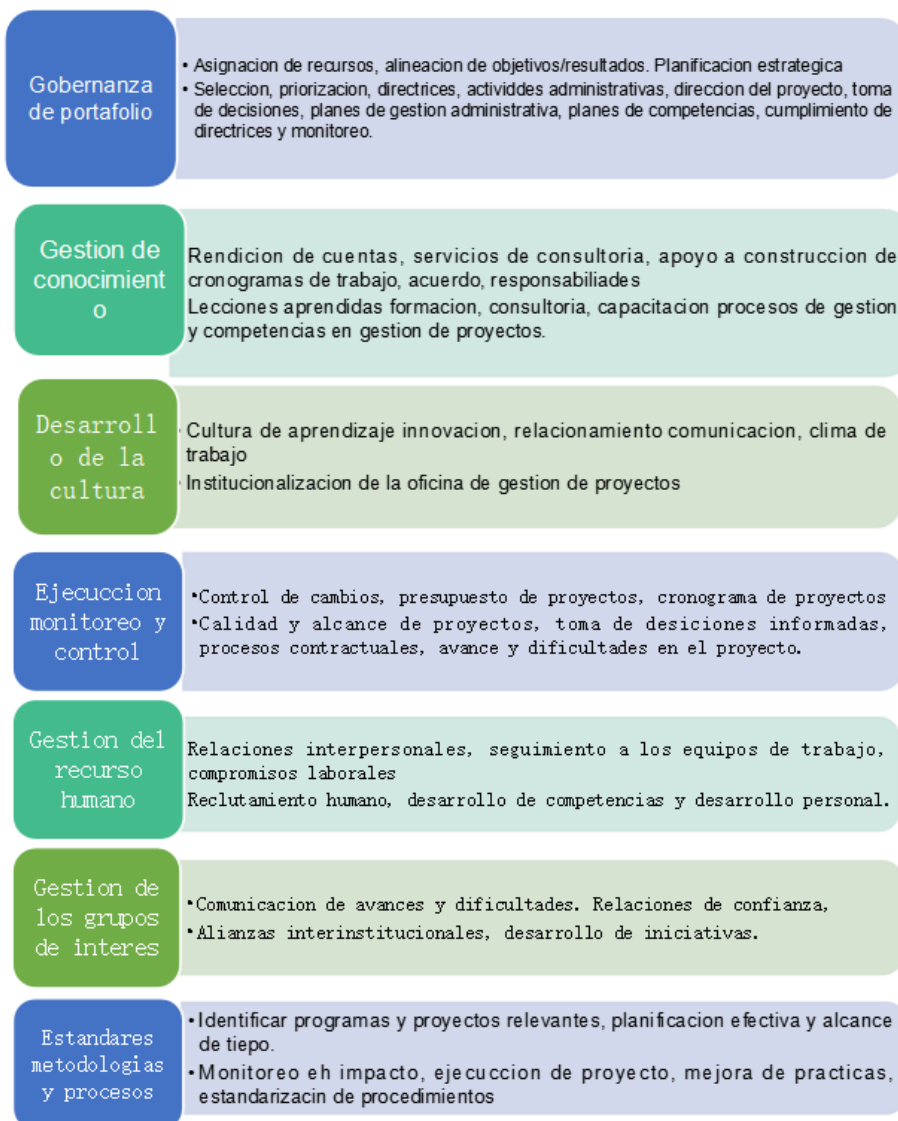 Gobernanza
de portafolio
• Asignacion de recursos, alineacion de objetivos/resultados. Planificacion estrategica
• Seleccion, priorizacion, directrices, actividdes administrativas, direccion del proyecto, toma
de decisiones, planes de gestion administrativa, planes de competencias, cumplimiento de
directrices y monitoreo.
Gestion de
conocimient
o
Rendicion de cuentas, servicios de consultoria, apoyo a construccion de
cronogramas de trabajo, acuerdo, responsabiliades
Lecciones aprendidas formacion, consultoria, capacitacion procesos de gestion
y competencias en gestion de proyectos.
Desarroll
o de la
cultura
• Cultura de aprendizaje innovacion, relacionamiento comunicacion, clima de
trabajo
• Institucionalizacion de la oficina de gestion de proyectos
Ejecuccion
monitoreo y
control
•Control de cambios, presupuesto de proyectos, cronograma de proyectos
•Calidad y alcance de proyectos, toma de desiciones informadas,
procesos contractuales, avance y dificultades en el proyecto.
Gestion del
recurso
humano
Relaciones interpersonales, seguimiento a los equipos de trabajo,
compromisos laborales
Reclutamiento humano, desarrollo de competencias y desarrollo personal.
Gestion de
los grupos
de interes
•Comunicacion de avances y dificultades. Relaciones de confianza,
•Alianzas interinstitucionales, desarrollo de iniciativas.
Estandares
metodologias
y procesos
• Identificar programas y proyectos relevantes, planificacion efectiva y alcance
de tiepo.
• Monitoreo eh impacto, ejecuccion de proyecto, mejora de practicas,
estandarizacin de procedimientos